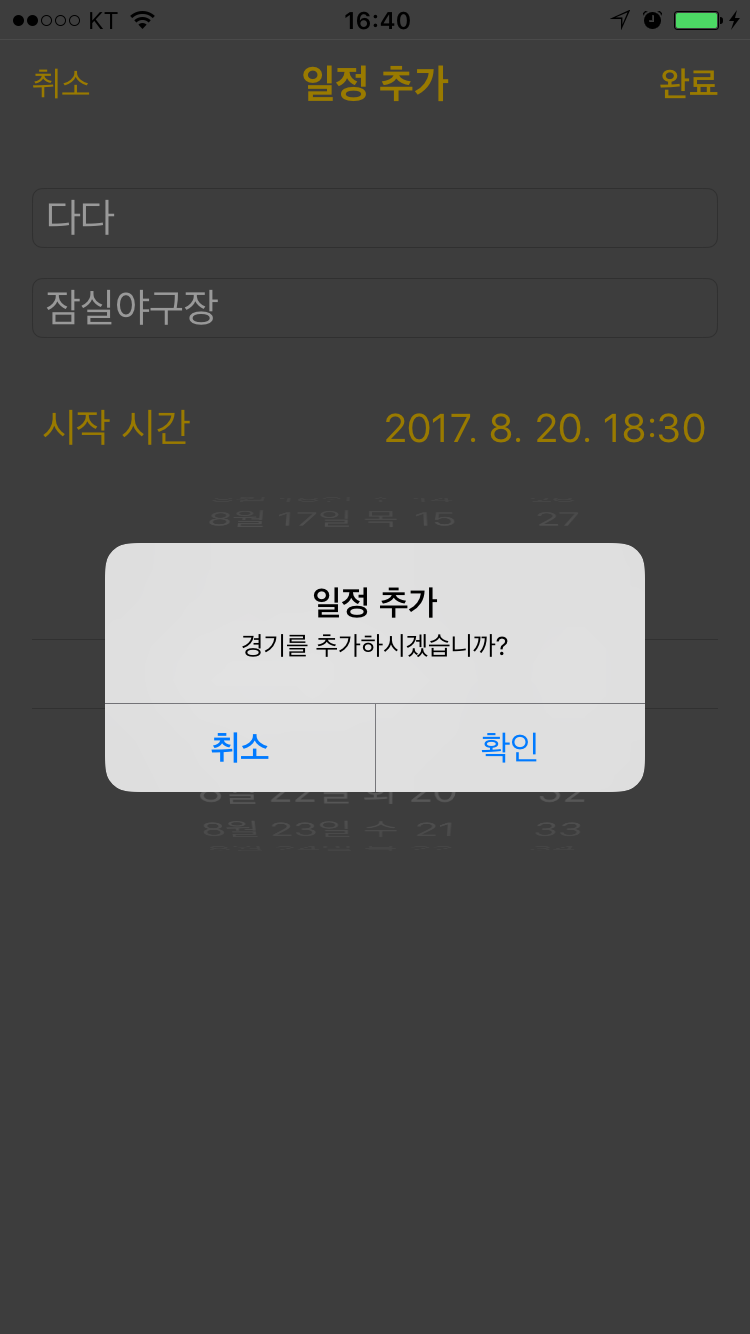 KT 16:40
취소 일정 추가 완료
다다
잠실야구장
시작 시간 2017. 8. 20. 18:30
8월 17일 목 15 27
일정 추가
경기를 추가하시겠습니까?
취소 확인
8월 22일 화 20 32
8월 23일 수 21 33